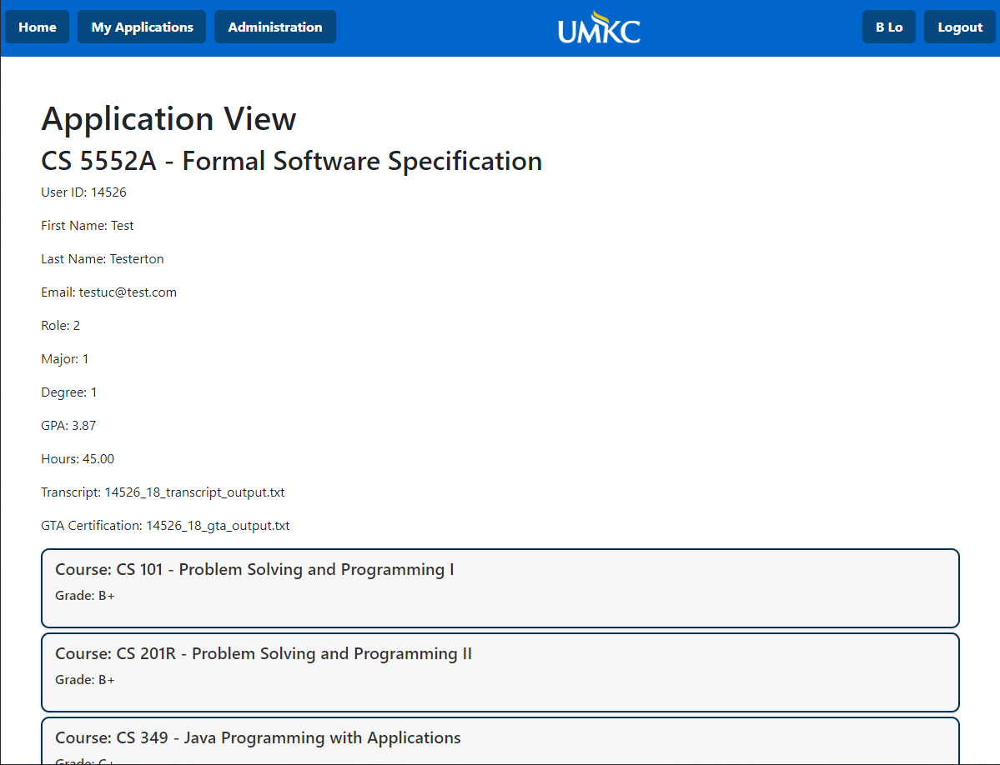 Home My Applications Administration UMKC B Lo Logout
Application View
CS 5552A - Formal Software Specification
User ID: 14526
First Name: Test
Last Name: Testerton
Email: testuc@test.com
Role: 2
Major: 1
Degree: 1
GPA: 3.87
Hours: 45.00
Transcript: 14526_18_transcript_output.txt
GTA Certification: 14526_18_gta_output.txt
Course: CS 101 - Problem Solving and Programming I
Grade: B+
Course: CS 201R - Problem Solving and Programming II
Grade: B+
Course: CS 349 - Java Programming with Applications
Grade: C+